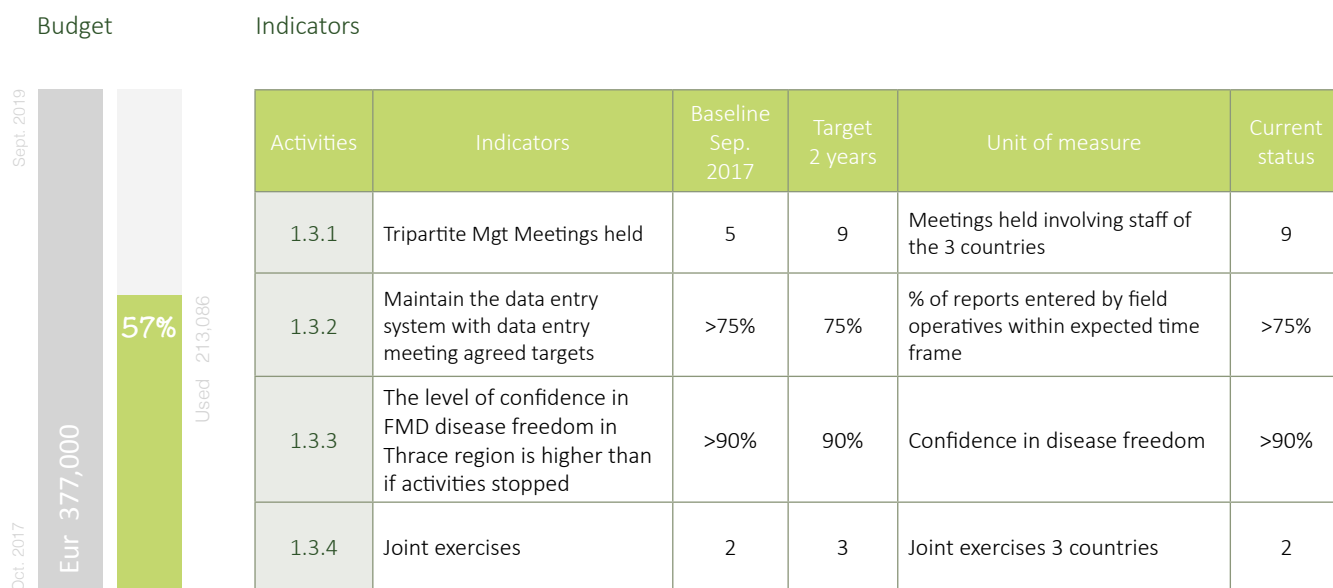 Budget
Indicators
Sept. 2019
Oct. 2017
Eur 377,000
57%
Used 213,086
Activities
Indicators
Baseline
Sep.
2017
Target
2 years
Unit of measure
Current
status
1.3.1
Tripartite Mgt Meetings held
5
9
Meetings held involving staff of
the 3 countries
9
1.3.2
Maintain the data entry
system with data entry
meeting agreed targets
>75%
75%
% of reports entered by field
operatives within expected time
frame
>75%
1.3.3
The level of confidence in
FMD disease freedom in
Thrace region is higher than
if activities stopped
>90%
90%
Confidence in disease freedom
>90%
1.3.4
Joint exercises
2
3
Joint exercises 3 countries
2